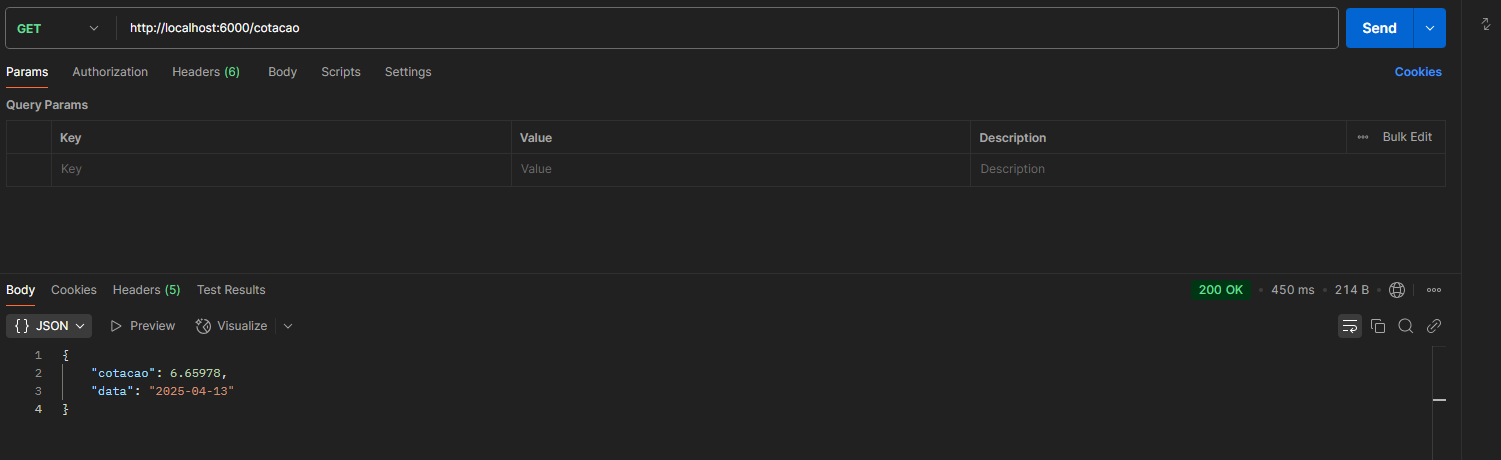 GET http://localhost:6000/cotacao Send
Params Authorization Headers (6) Body Scripts Settings Cookies
Query Params
Key Value Description ••• Bulk Edit
Key Value Description
Body Cookies Headers (5) Test Results 200 OK • 450 ms • 214 B •
{} JSON Preview Visualize
1 {
2 "cotacao": 6.65978,
3 "data": "2025-04-13"
4 }